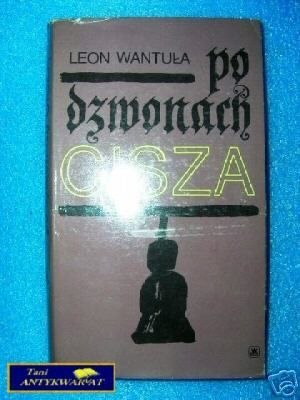 LEON WANTUŁA
po
dzwonach
CISZA
Tani
ANTYKWARIAT